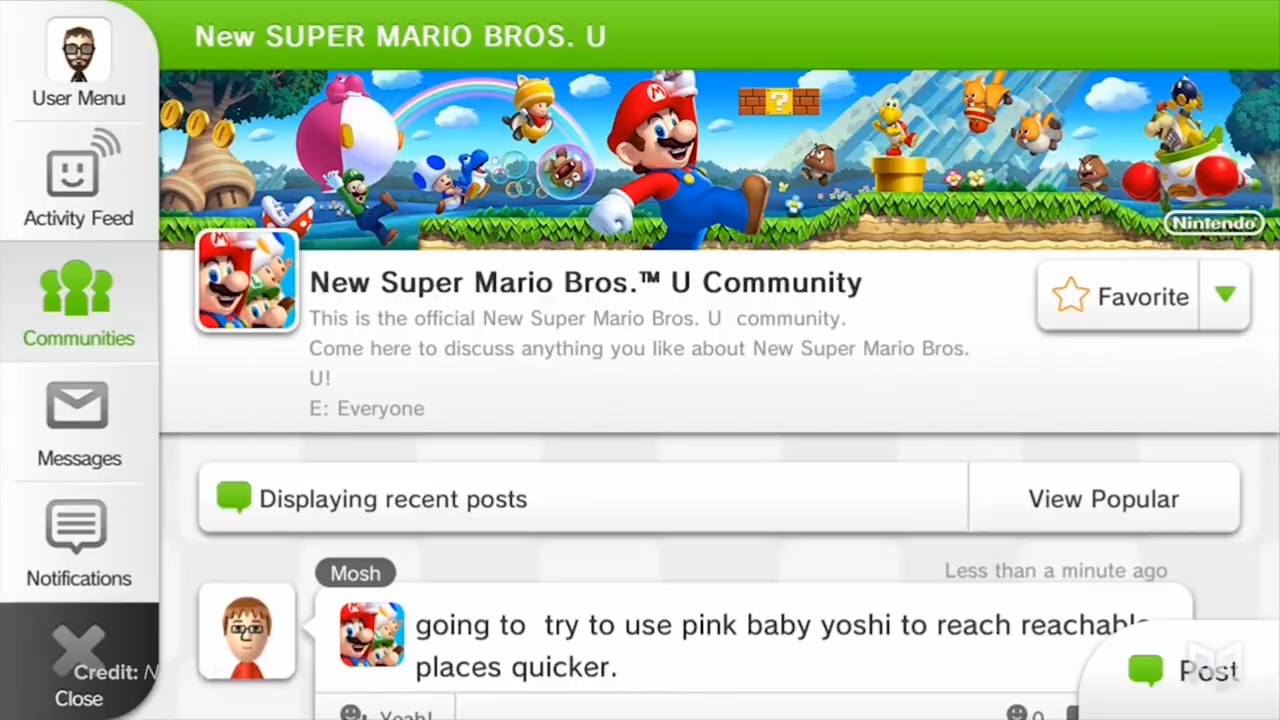 New SUPER MARIO BROS. U
User Menu
Activity Feed
Communities
Messages
Notifications
Close
Credit:
Nintendo
New Super Mario Bros.™ U Community
This is the official New Super Mario Bros. U community.
Come here to discuss anything you like about New Super Mario Bros.
U!
E: Everyone
Favorite
Displaying recent posts
View Popular
Mosh
Less than a minute ago
going to try to use pink baby yoshi to reach reachable
places quicker.
Yeah!
0
Post